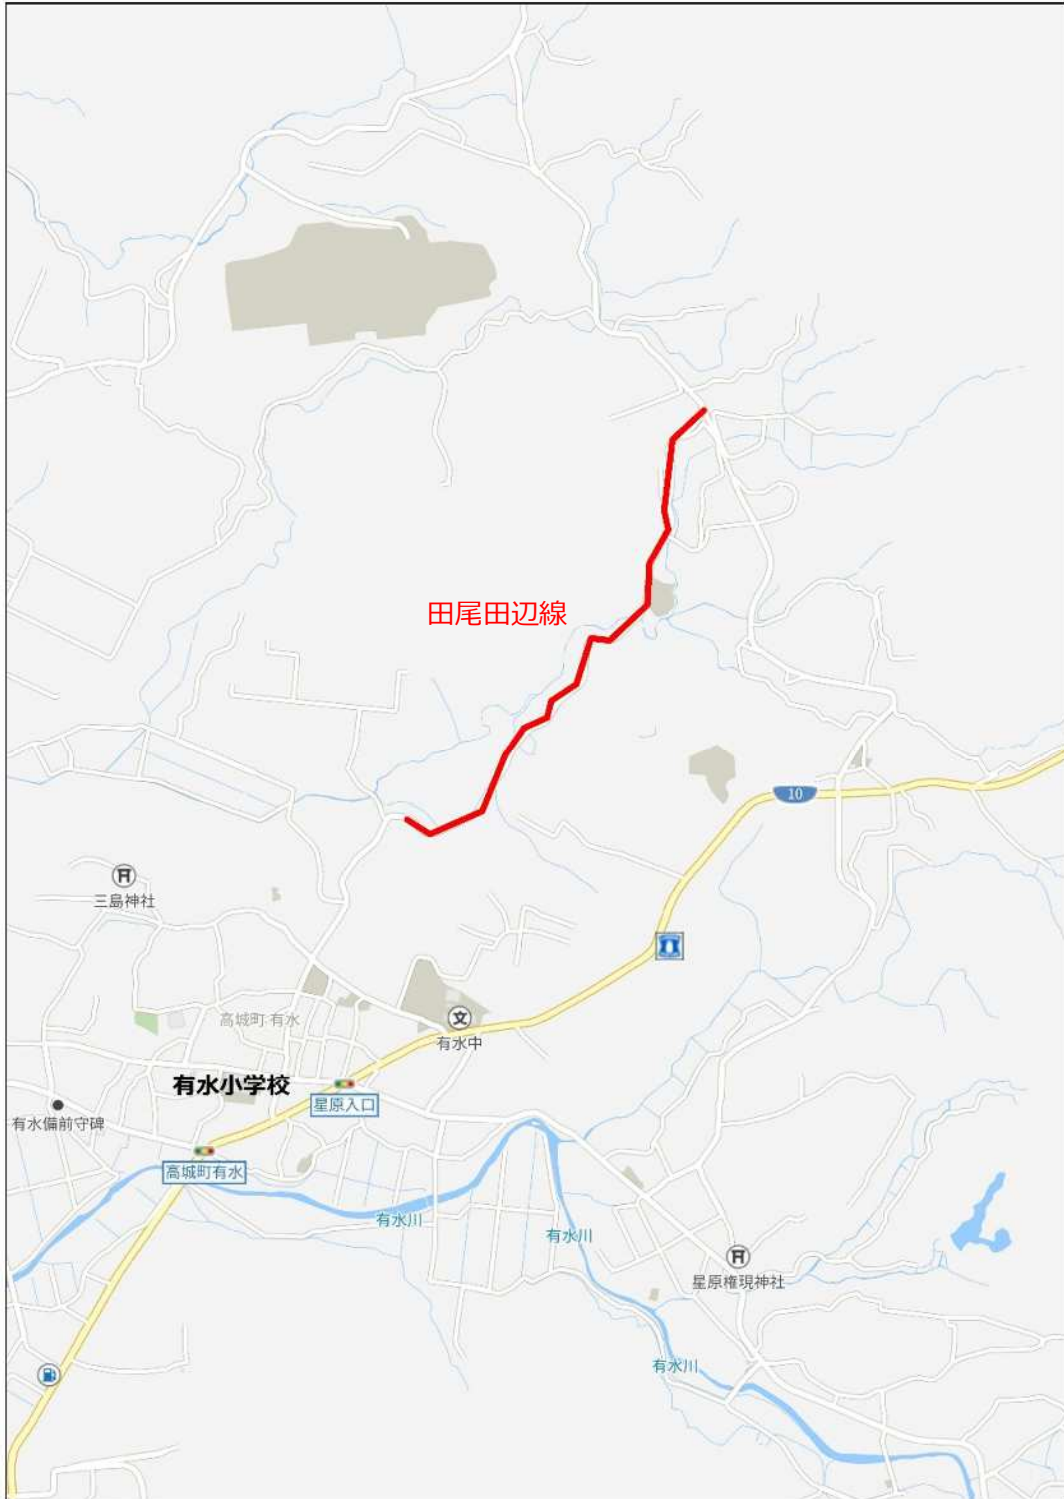 田尾田辺線
10
三島神社
高城町 有水
文
有水中
有水小学校
星原入口
有水備前守碑
高城町有水
有水川
有水川
星原権現神社
有水川